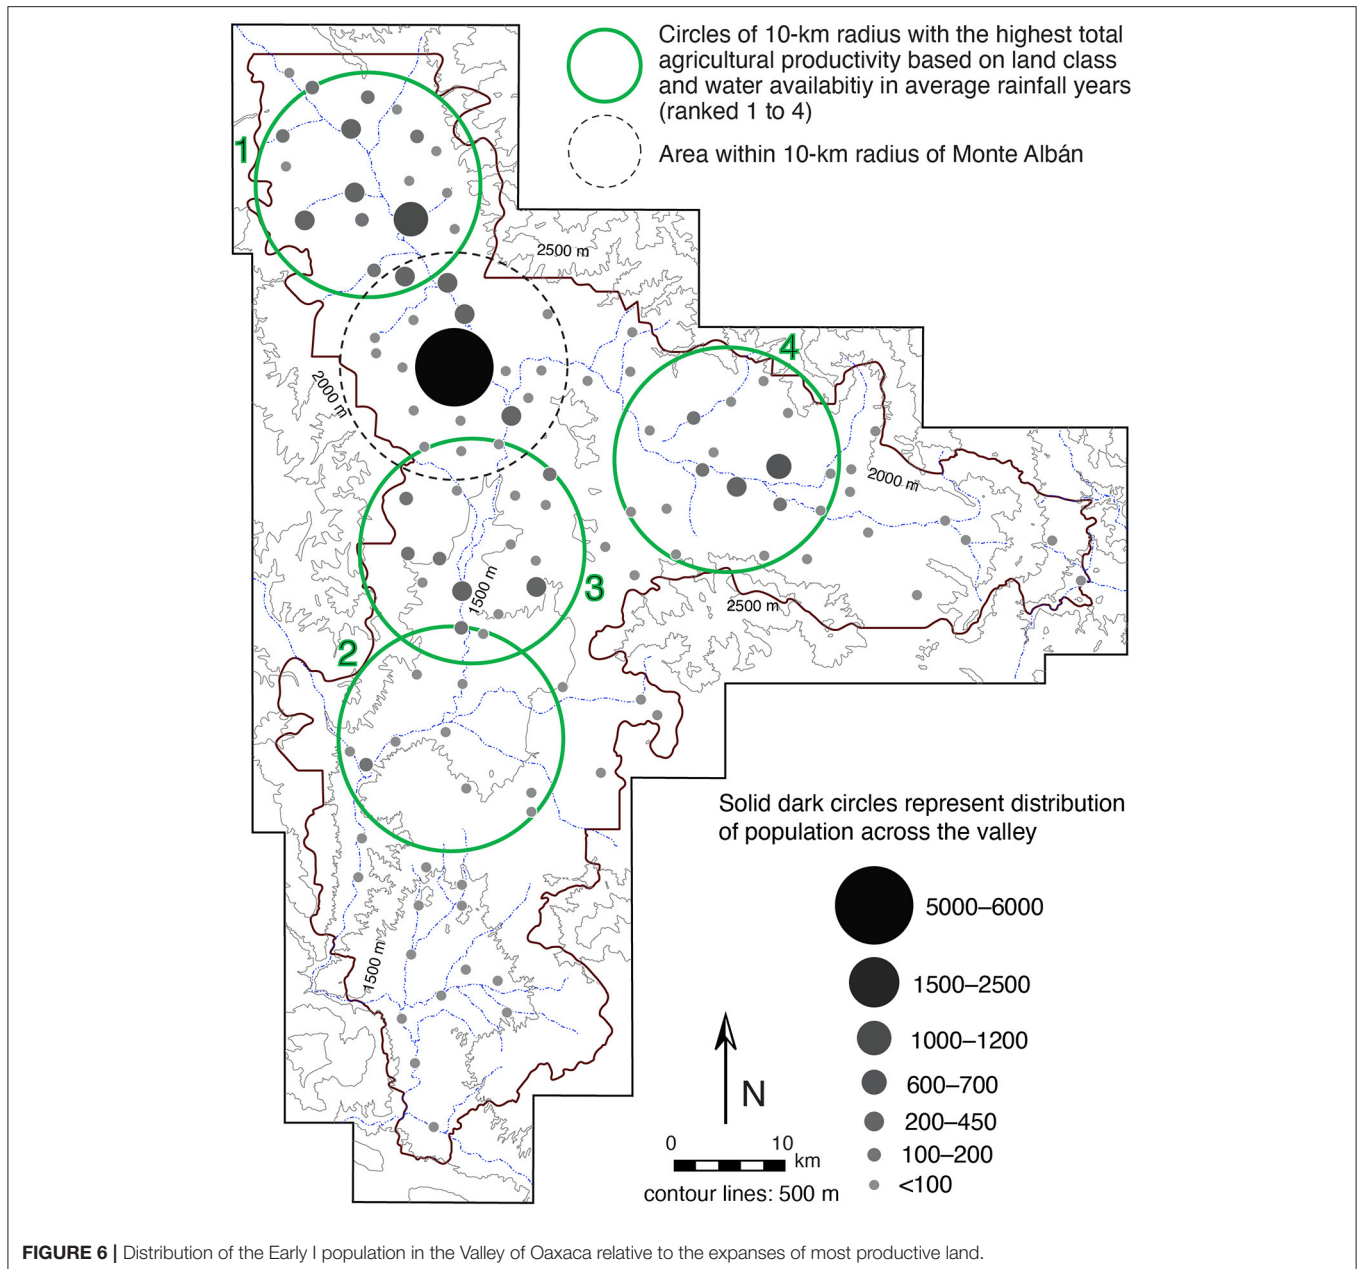 Circles of 10-km radius with the highest total
agricultural productivity based on land class
and water availabitiy in average rainfall years
(ranked 1 to 4)
Area within 10-km radius of Monte Albán
1
2500 m
4
2000 m
2000 m
1500 m
3
2500 m
2
Solid dark circles represent distribution
of population across the valley
5000–6000
1500–2500
1000–1200
600–700
200–450
100–200
<100
1500 m
N
0 10
km
contour lines: 500 m
FIGURE 6 | Distribution of the Early I population in the Valley of Oaxaca relative to the expanses of most productive land.